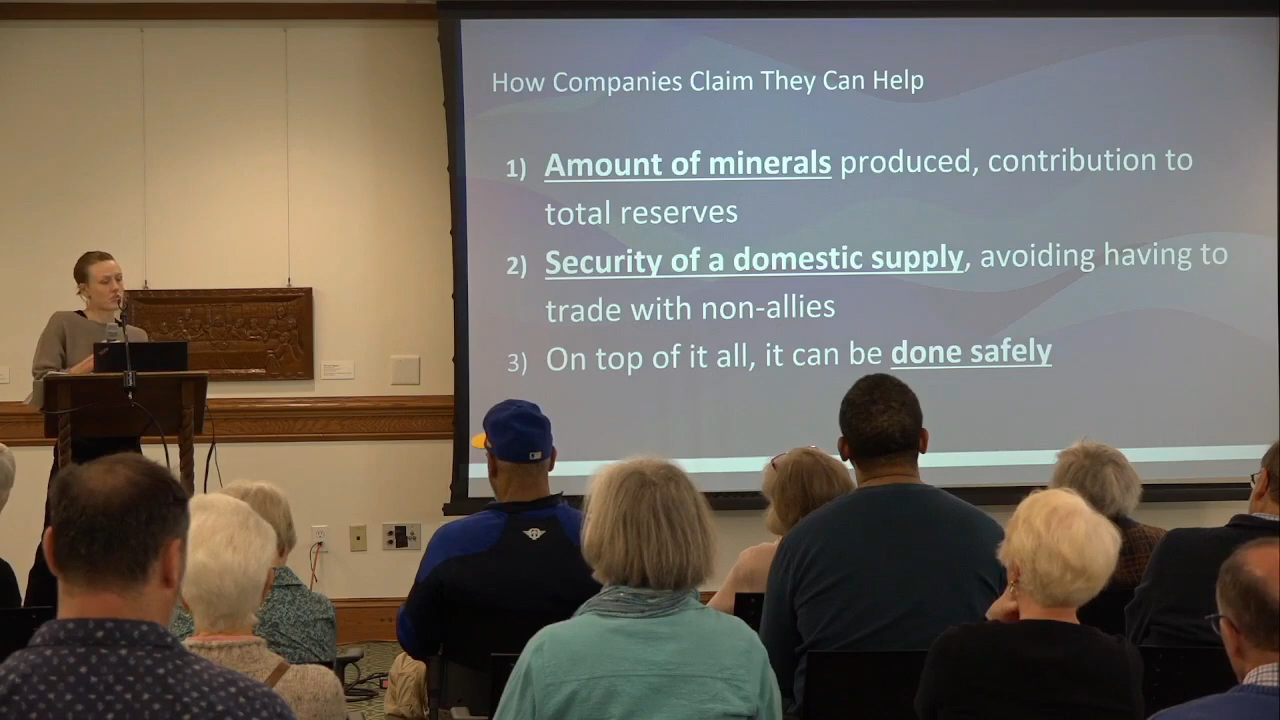 How Companies Claim They Can Help
1) Amount of minerals produced, contribution to
total reserves
2) Security of a domestic supply, avoiding having to
trade with non-allies
3) On top of it all, it can be done safely